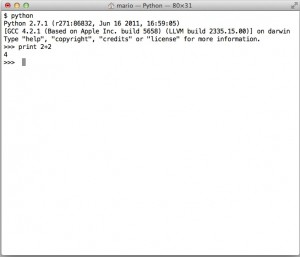 mario — Python — 80×31
$ python
Python 2.7.1 (r271:86832, Jun 16 2011, 16:59:05)
[GCC 4.2.1 (Based on Apple Inc. build 5658) (LLVM build 2335.15.00)] on darwin
Type "help", "copyright", "credits" or "license" for more information.
>>> print 2+2
4
>>>